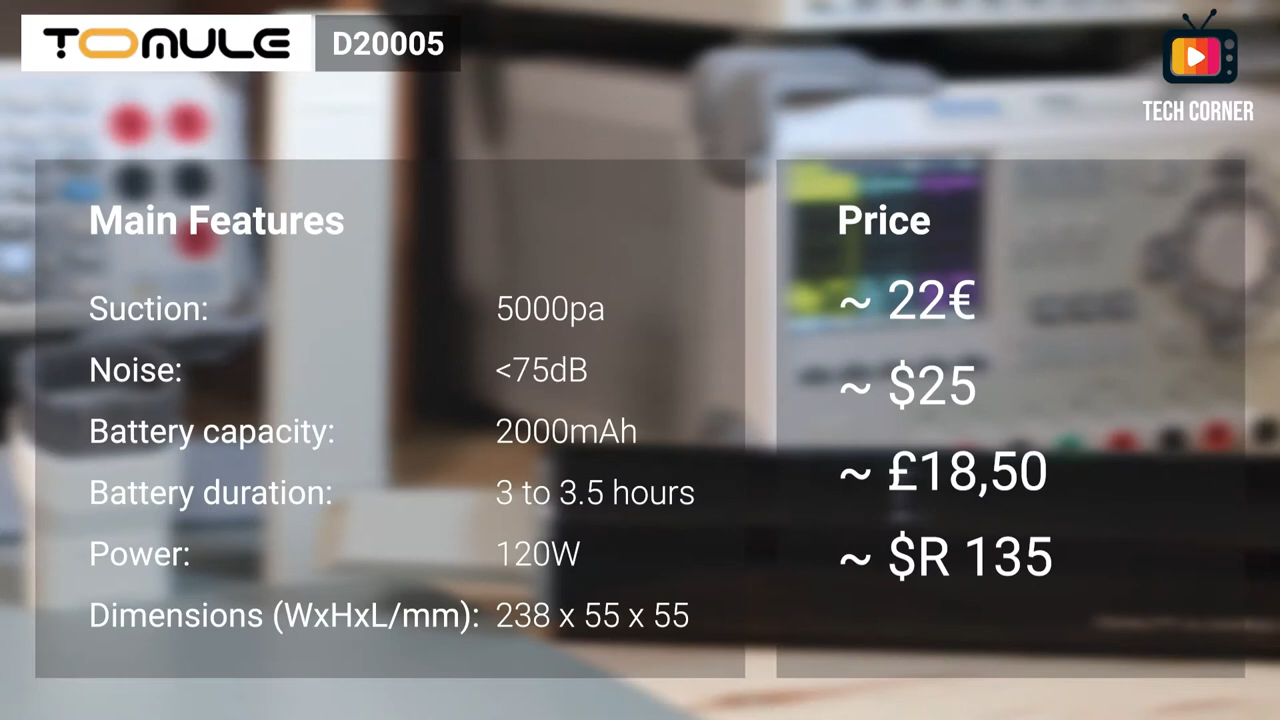 TOMULE
D20005
TECH CORNER
Main Features
Suction: 5000pa
Noise: <75dB
Battery capacity: 2000mAh
Battery duration: 3 to 3.5 hours
Power: 120W
Dimensions (WxHxL/mm): 238 x 55 x 55
Price
~ 22€
~ $25
~ £18,50
~ $R 135